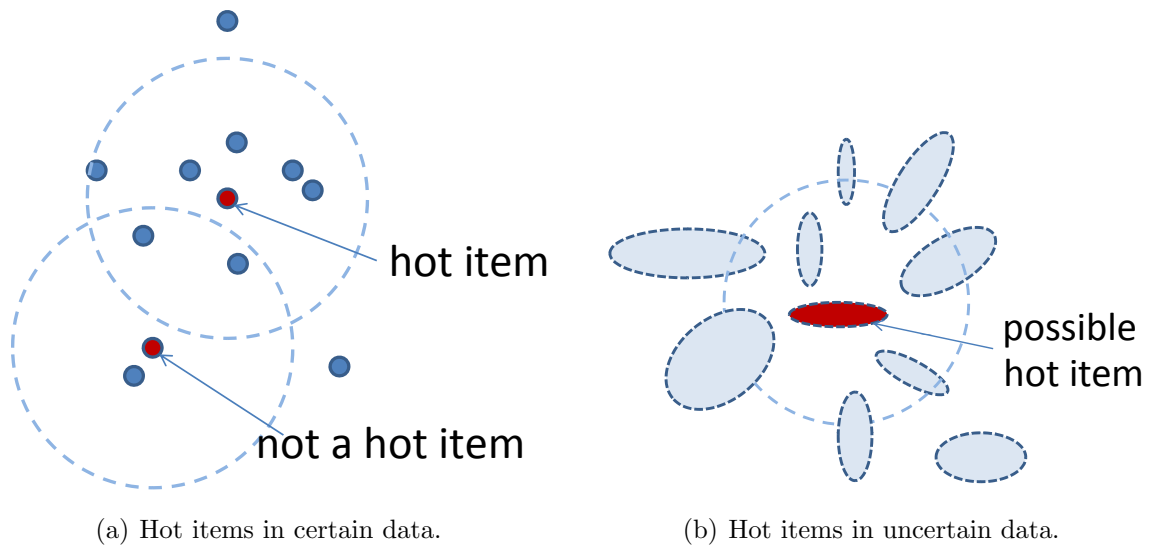 hot item
not a hot item
possible
hot item
(a) Hot items in certain data.
(b) Hot items in uncertain data.